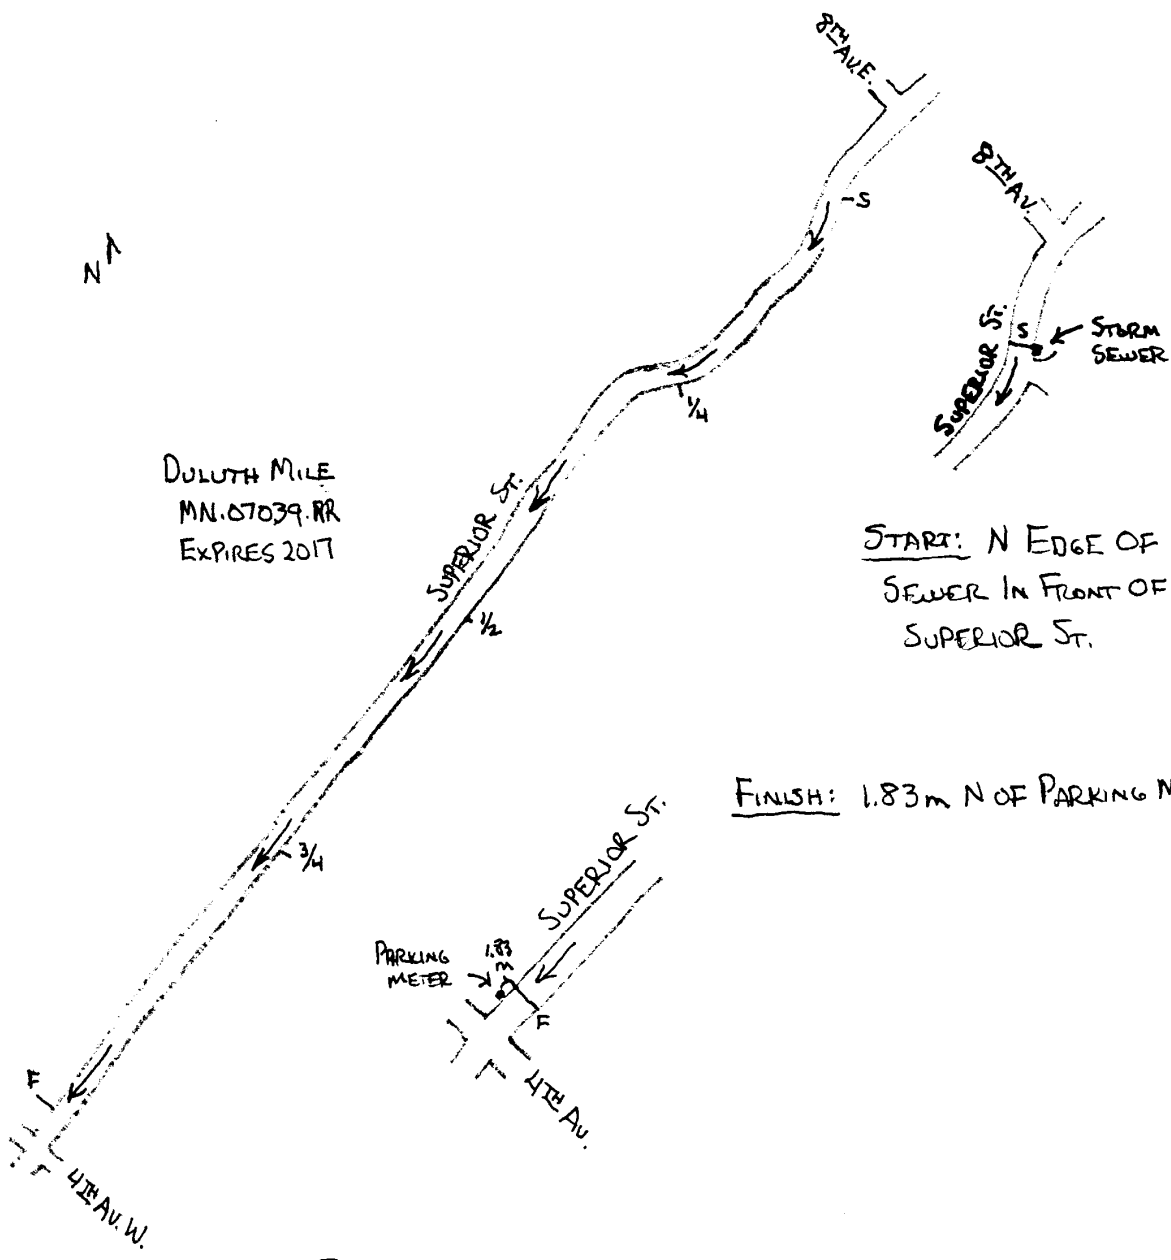 8TH AV. E.
S
8TH AV.
N
SUPERIOR ST.
S
STORM
SEWER
1/4
DULUTH MILE
MN.07039.RR
EXPIRES 2017
SUPERIOR ST.
START: N EDGE OF
SEWER IN FRONT OF
SUPERIOR ST.
1/2
FINISH: 1.83m N OF PARKING
3/4
SUPERIOR ST.
PARKING
METER
1.83
m
F
4TH AV.
F
4TH AV. W.